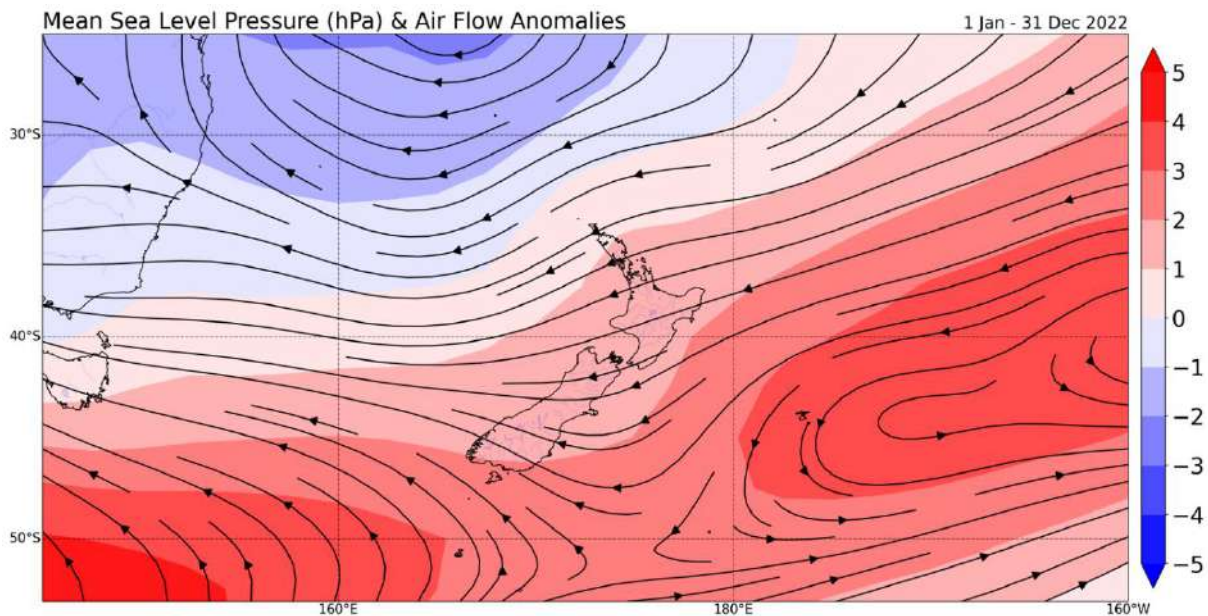 Mean Sea Level Pressure (hPa) & Air Flow Anomalies
1 Jan - 31 Dec 2022
30°S
40°S
50°S
160°E
180°E
160°W
5
4
3
2
1
0
−1
−2
−3
−4
−5